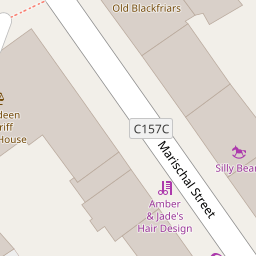 Old Blackfriars
deen
riff
House
C157C
Marischal Street
Silly Bear
Amber
& Jade's
Hair Design